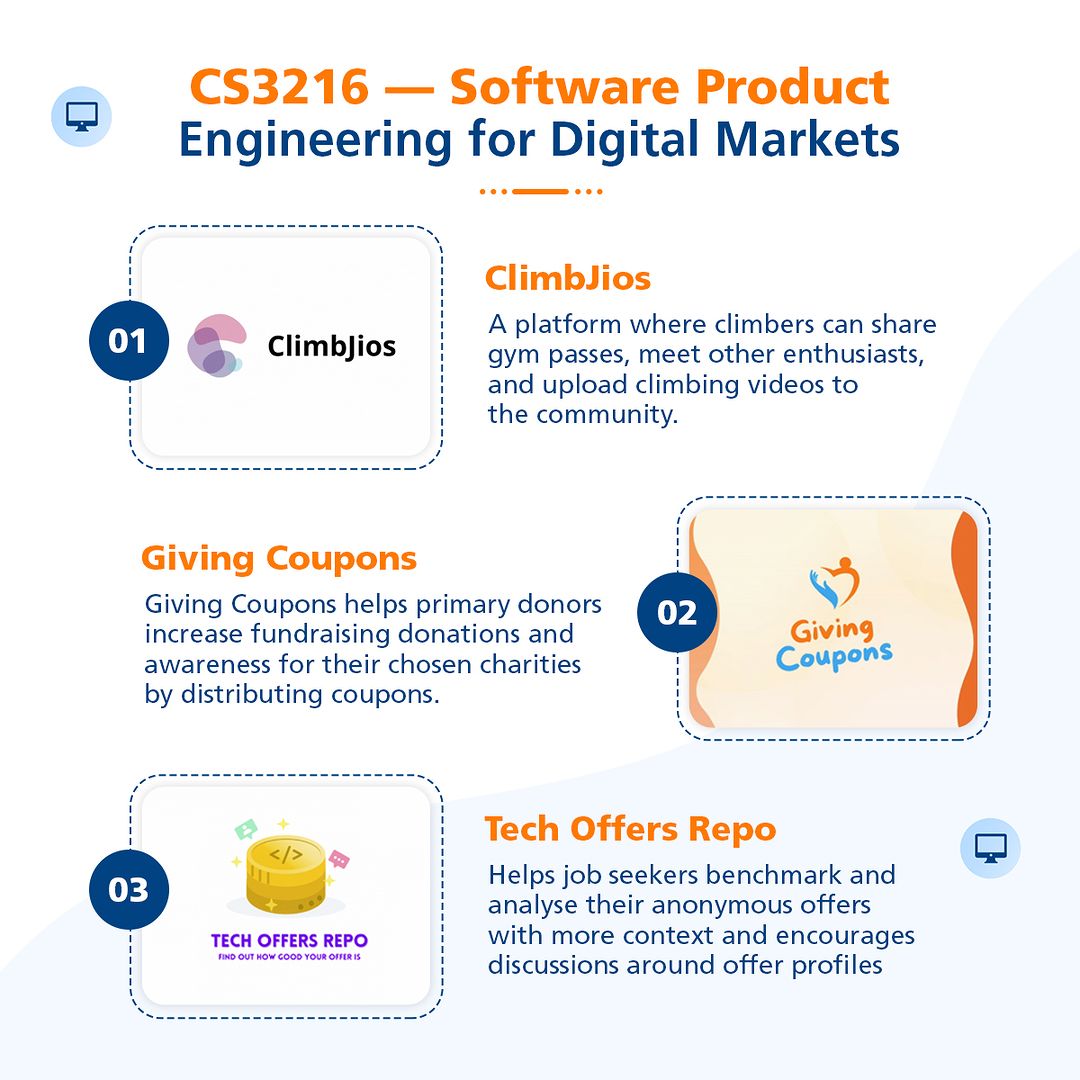 CS3216 — Software Product
Engineering for Digital Markets
01
ClimbJios
ClimbJios
A platform where climbers can share
gym passes, meet other enthusiasts,
and upload climbing videos to
the community.
Giving Coupons
Giving Coupons helps primary donors
increase fundraising donations and
awareness for their chosen charities
by distributing coupons.
02
Giving
Coupons
03
</>
TECH OFFERS REPO
FIND OUT HOW GOOD YOUR OFFER IS
Tech Offers Repo
Helps job seekers benchmark and
analyse their anonymous offers
with more context and encourages
discussions around offer profiles